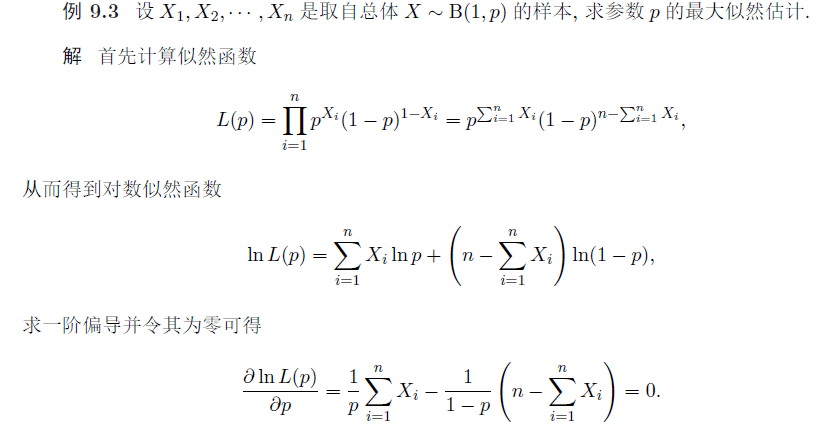 例 9.3 设 X₁, X₂, ⋯ , Xₙ 是取自总体 X ∼ B(1, p) 的样本, 求参数 p 的最大似然估计.
解 首先计算似然函数
L(p) = ∏_{i=1}^{n} p^{X_i}(1 − p)^{1−X_i} = p^{∑_{i=1}^{n} X_i}(1 − p)^{n−∑_{i=1}^{n} X_i},
从而得到对数似然函数
ln L(p) = ∑_{i=1}^{n} X_i ln p + (n − ∑_{i=1}^{n} X_i) ln(1 − p),
求一阶偏导并令其为零可得
∂ ln L(p)/∂p = 1/p ∑_{i=1}^{n} X_i − 1/(1 − p) (n − ∑_{i=1}^{n} X_i) = 0.